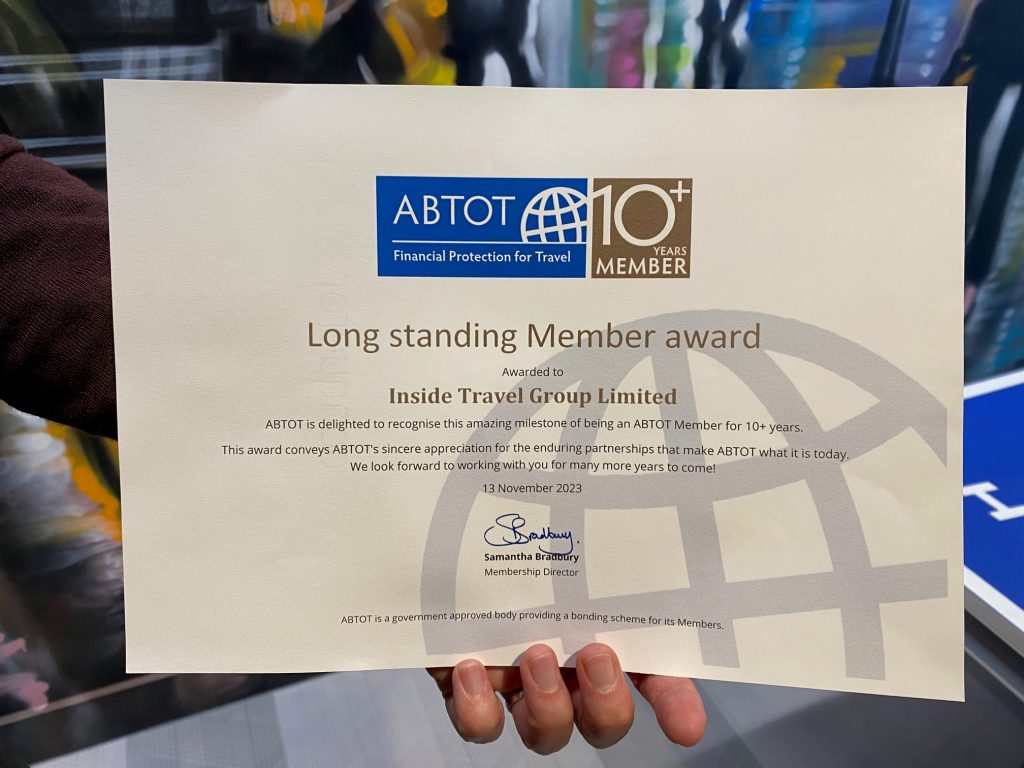 ABTOT
Financial Protection for Travel
10+
YEARS
MEMBER
Long standing Member award
Awarded to
Inside Travel Group Limited
ABTOT is delighted to recognise this amazing milestone of being an ABTOT Member for 10+ years.
This award conveys ABTOT's sincere appreciation for the enduring partnerships that make ABTOT what it is today.
We look forward to working with you for many more years to come!
13 November 2023
SBradbury.
Samantha Bradbury
Membership Director
ABTOT is a government approved body providing a bonding scheme for its Members.